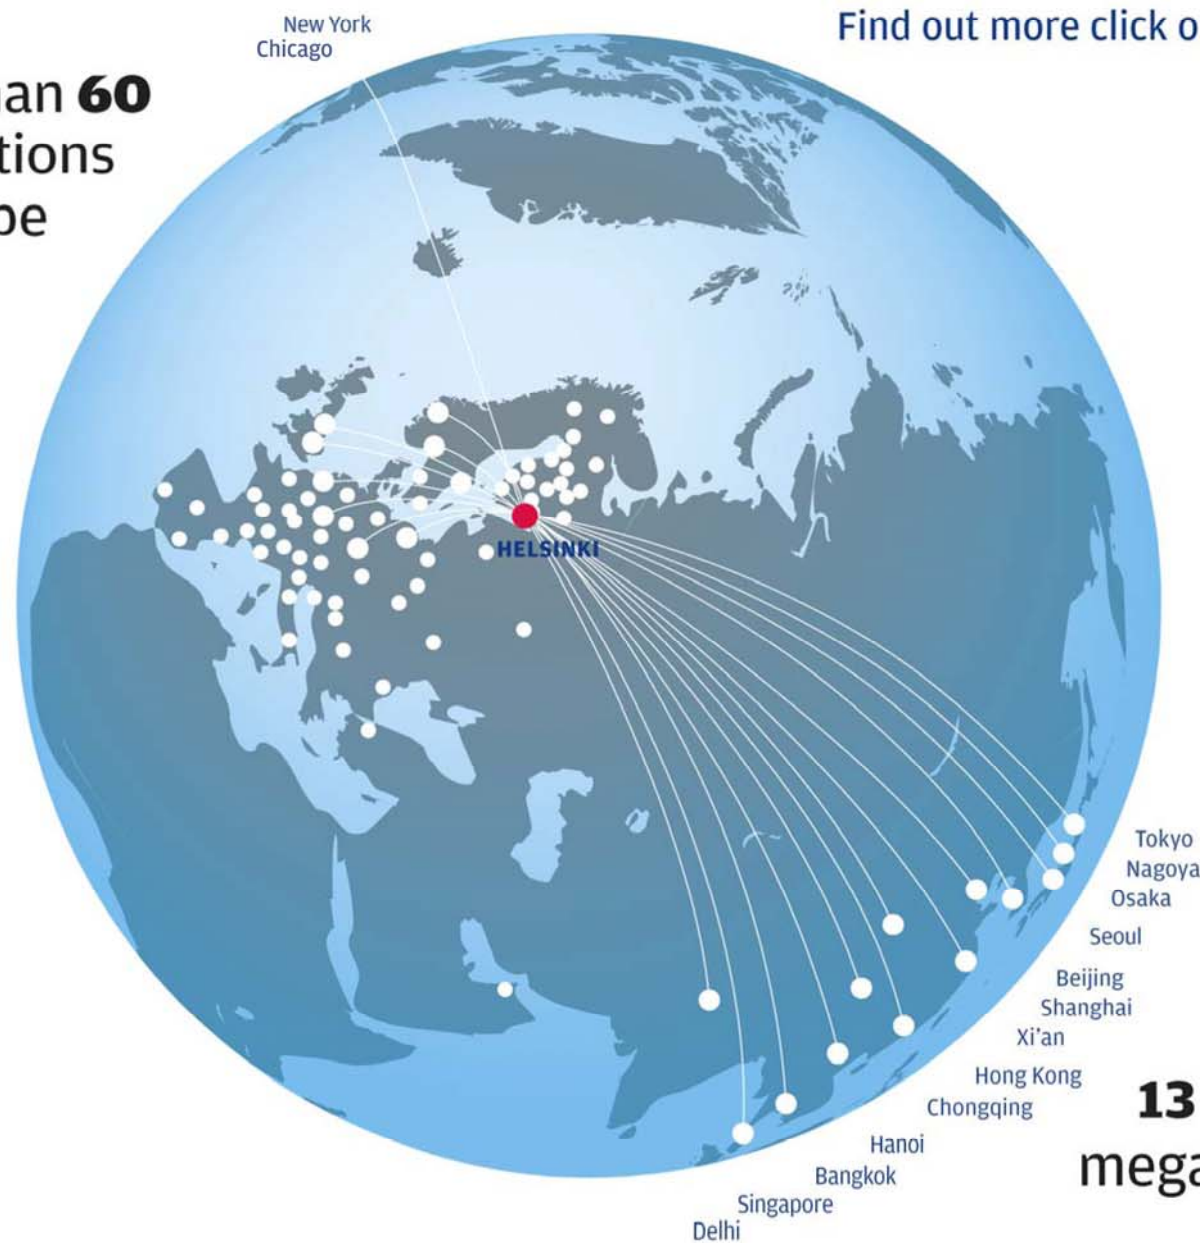 New York
Chicago
Find out more click o
an 60
tions
pe
HELSINKI
Tokyo
Nagoya
Osaka
Seoul
Beijing
Shanghai
Xi'an
Hong Kong
Chongqing
Hanoi
Bangkok
Singapore
Delhi
13
mega